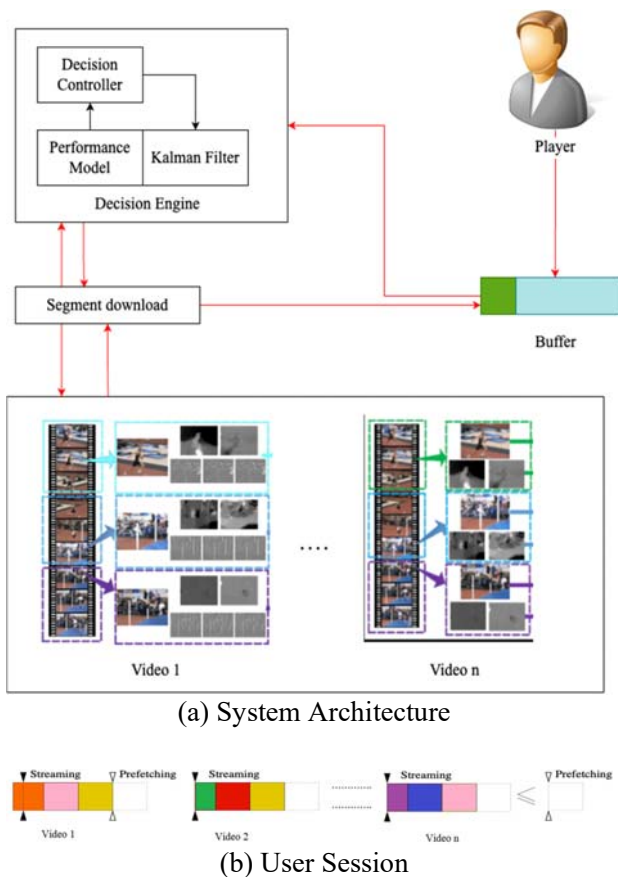 Decision
Controller
Performance
Model
Kalman Filter
Decision Engine
Player
Segment download
Buffer
....
Video 1
Video n
(a) System Architecture
Streaming
Prefetching
Streaming
Streaming
Prefetching
Video 1
Video 2
Video n
(b) User Session